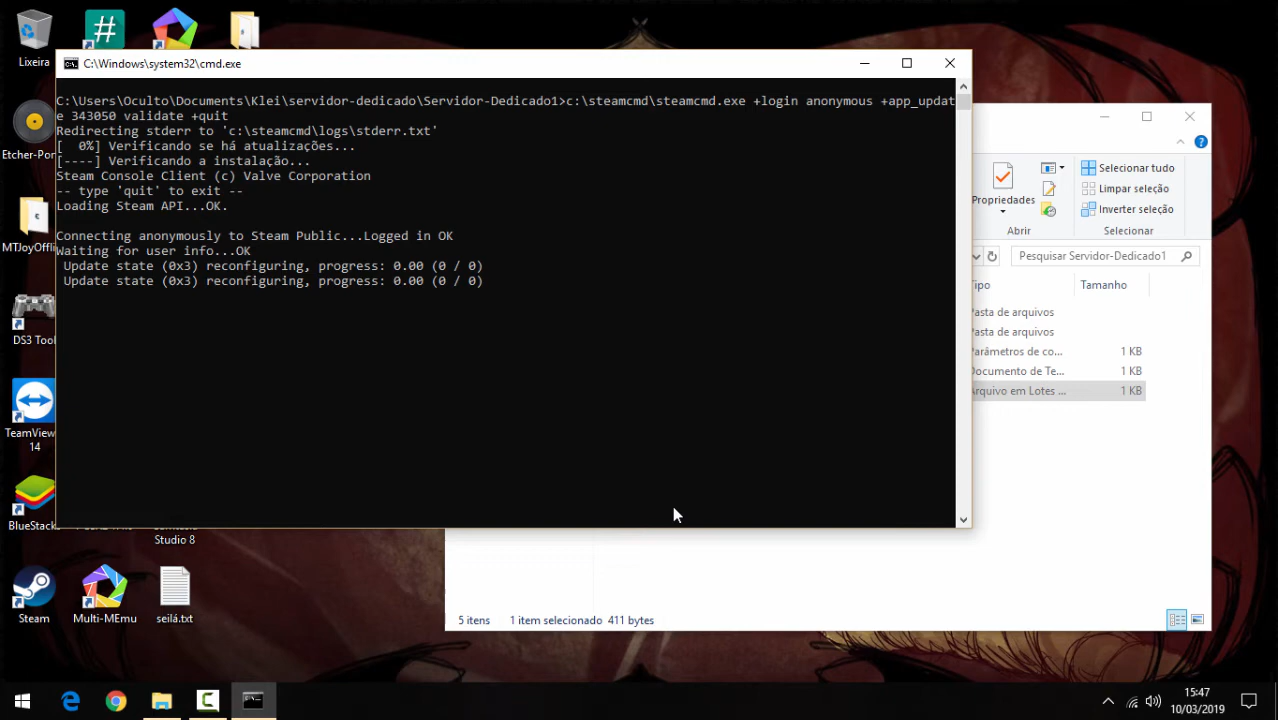 Lixeira
C:\Windows\system32\cmd.exe
C:\Users\Oculto\Documents\Klei\servidor-dedicado\Servidor-Dedicado1>c:\steamcmd\steamcmd.exe +login anonymous +app_updat
e 343050 validate +quit
Redirecting stderr to 'c:\steamcmd\logs\stderr.txt'
[  0%] Verificando se há atualizações...
[----] Verificando a instalação...
Steam Console Client (c) Valve Corporation
-- type 'quit' to exit --
Loading Steam API...OK.
Connecting anonymously to Steam Public...Logged in OK
Waiting for user info...OK
Update state (0x3) reconfiguring, progress: 0.00 (0 / 0)
Update state (0x3) reconfiguring, progress: 0.00 (0 / 0)
Etcher-Por
MTJoyOffli
DS3 Tool
TeamView
14
BlueStacks
Studio 8
Steam
Multi-MEmu
seilá.txt
Propriedades
Abrir
Selecionar tudo
Limpar seleção
Inverter seleção
Selecionar
Pesquisar Servidor-Dedicado1
Tipo
Tamanho
Pasta de arquivos
Pasta de arquivos
Parâmetros de co...
1 KB
Documento de Te...
1 KB
Arquivo em Lotes ...
1 KB
5 itens
1 item selecionado 411 bytes
15:47
10/03/2019